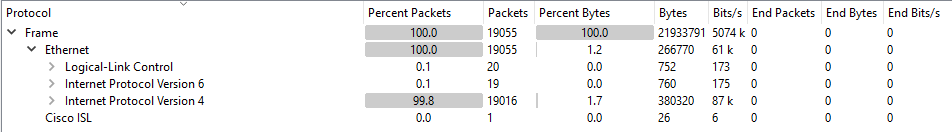 Protocol Percent Packets Packets Percent Bytes Bytes Bits/s End Packets End Bytes End Bits/s
Frame 100.0 19055 100.0 21933791 5074 k 0 0 0
Ethernet 100.0 19055 1.2 266770 61 k 0 0 0
Logical-Link Control 0.1 20 0.0 752 173 0 0 0
Internet Protocol Version 6 0.1 19 0.0 760 175 0 0 0
Internet Protocol Version 4 99.8 19016 1.7 380320 87 k 0 0 0
Cisco ISL 0.0 1 0.0 26 6 0 0 0